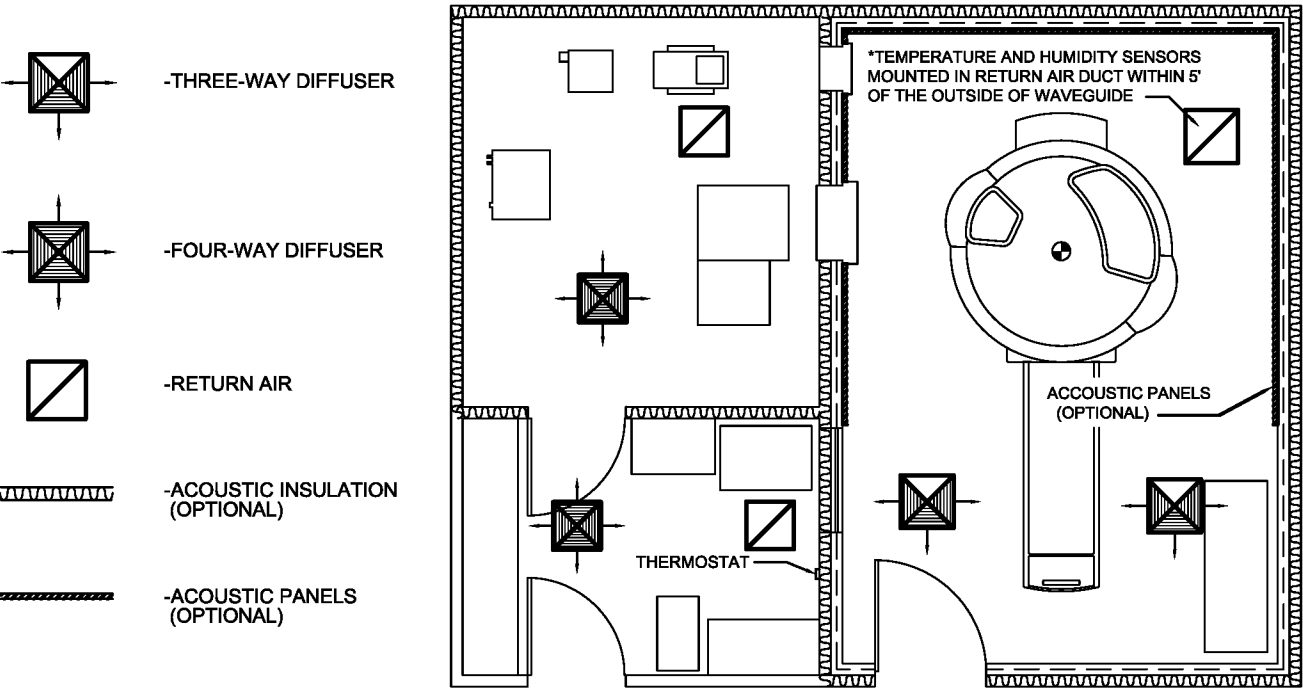 -THREE-WAY DIFFUSER
-FOUR-WAY DIFFUSER
-RETURN AIR
-ACOUSTIC INSULATION
(OPTIONAL)
-ACOUSTIC PANELS
(OPTIONAL)
*TEMPERATURE AND HUMIDITY SENSORS
MOUNTED IN RETURN AIR DUCT WITHIN 5'
OF THE OUTSIDE OF WAVEGUIDE
ACCOUSTIC PANELS
(OPTIONAL)
THERMOSTAT